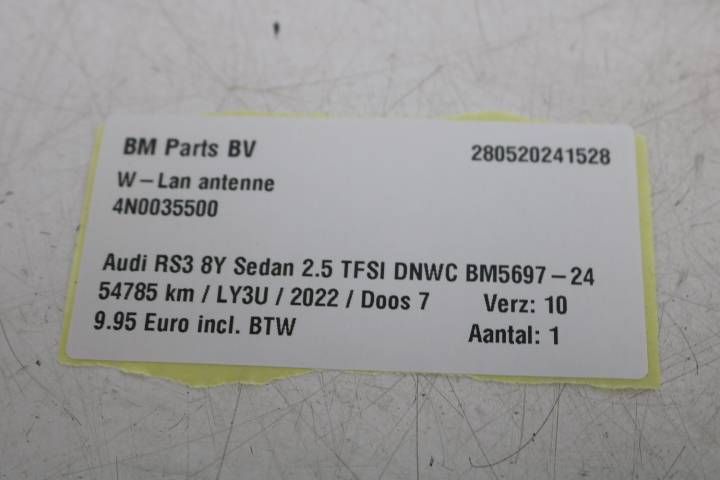 BM Parts BV 280520241528
W-Lan antenne
4N0035500
Audi RS3 8Y Sedan 2.5 TFSI DNWC BM5697-24
54785 km / LY3U / 2022 / Doos 7 Verz: 10
9.95 Euro incl. BTW Aantal: 1